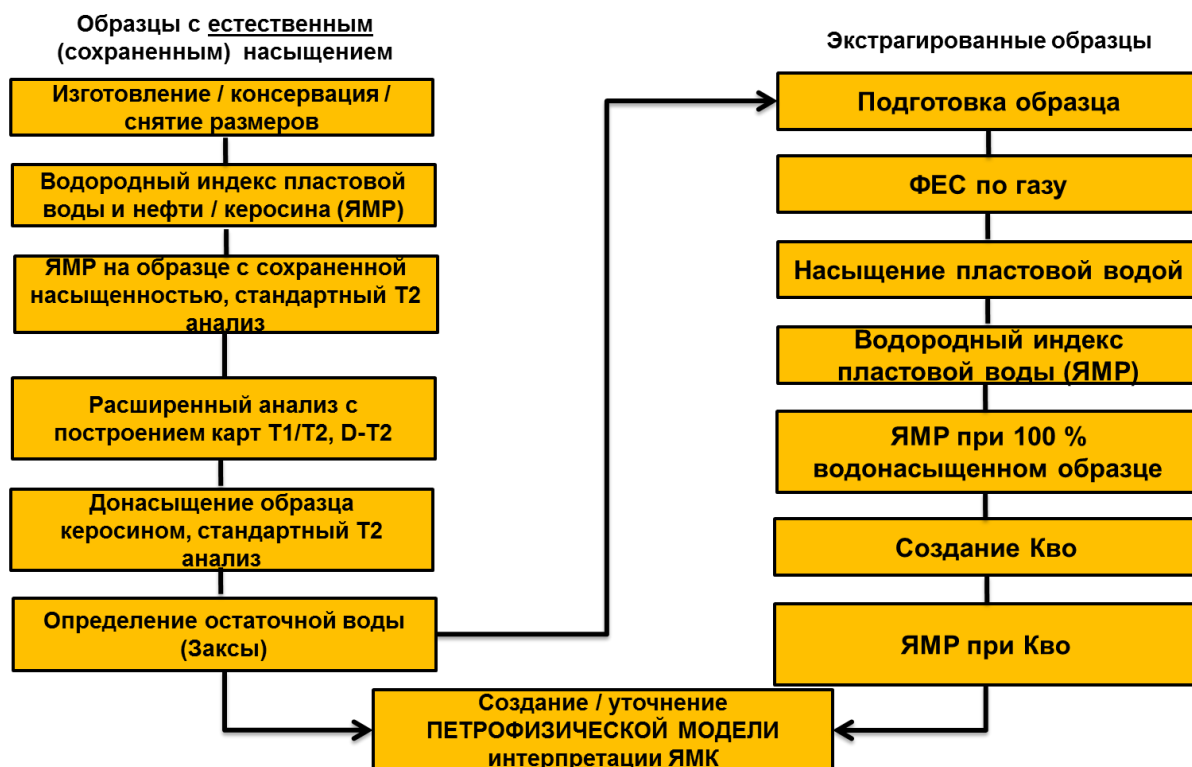 Образцы с естественным
(сохраненным) насыщением
Изготовление / консервация /
снятие размеров
Водородный индекс пластовой
воды и нефти / керосина (ЯМР)
ЯМР на образце с сохраненной
насыщенностью, стандартный Т2
анализ
Расширенный анализ с
построением карт Т1/Т2, D-Т2
Донасыщение образца
керосином, стандартный Т2
анализ
Определение остаточной воды
(Заксы)
Экстрагированные образцы
Подготовка образца
ФЕС по газу
Насыщение пластовой водой
Водородный индекс
пластовой воды (ЯМР)
ЯМР при 100 %
водонасыщенном образце
Создание Кво
ЯМР при Кво
Создание / уточнение
ПЕТРОФИЗИЧЕСКОЙ МОДЕЛИ
интерпретации ЯМК